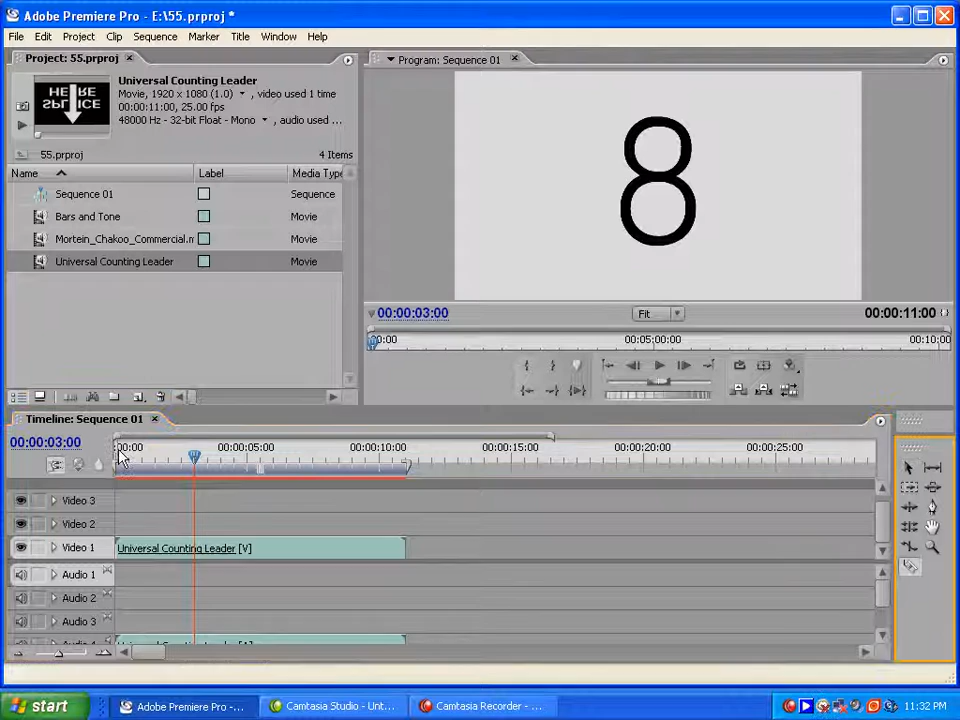 Adobe Premiere Pro - E:\55.prproj *
File Edit Project Clip Sequence Marker Title Window Help
Project: 55.prproj
Universal Counting Leader
Movie, 1920 x 1080 (1.0) , video used 1 time
00:00:11:00, 25.00 fps
48000 Hz - 32-bit Float - Mono , audio used ...
HERE
SPLICE
55.prproj 4 Items
Name Label Media Type
Sequence 01 Sequence
Bars and Tone Movie
Mortein_Chakoo_Commercial.m Movie
Universal Counting Leader Movie
Program: Sequence 01
8
00:00:03:00 Fit 00:00:11:00
00:00 00:05:00:00 00:10:00
Timeline: Sequence 01
00:00:03:00
00:00 00:00:05:00 00:00:10:00 00:00:15:00 00:00:20:00 00:00:25:00
Video 3
Video 2
Video 1 Universal Counting Leader [V]
Audio 1
Audio 2
Audio 3
Audio 4 Universal Counting Leader [A]
start Adobe Premiere Pro -... Camtasia Studio - Unt... Camtasia Recorder - ... 11:32 PM